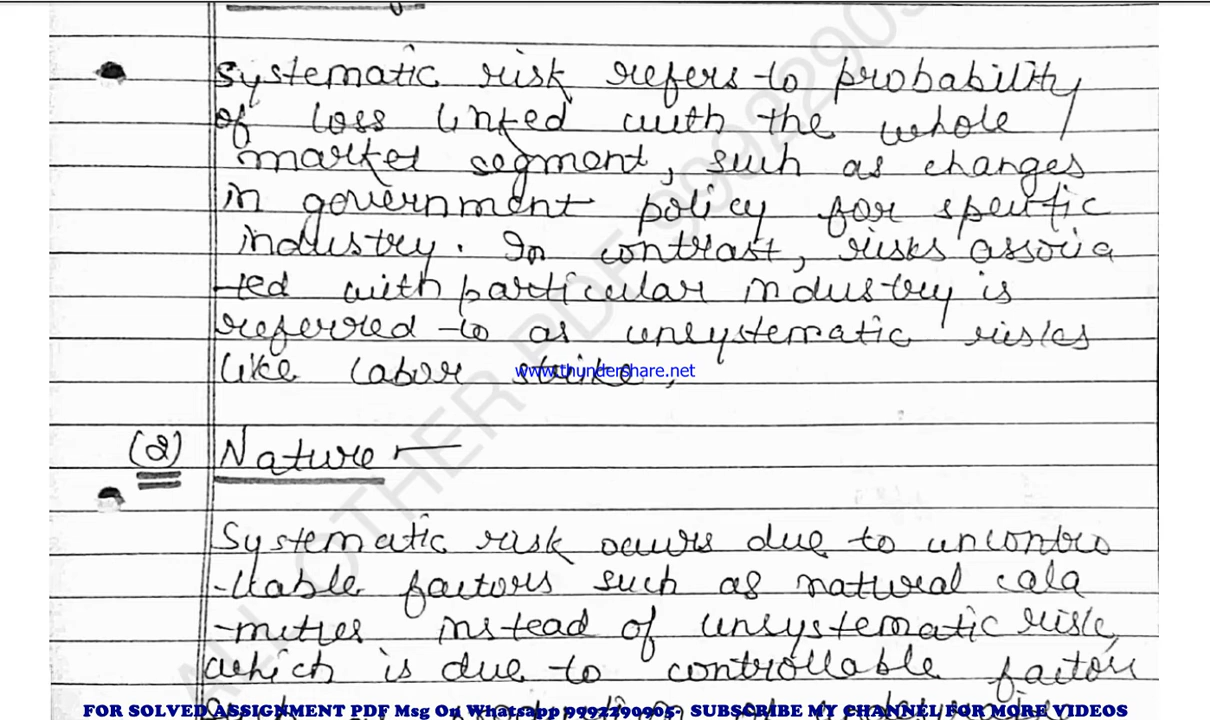 Systematic risk refers to probability
of loss linked with the whole
market segment, such as changes
in government policy for specific
industry. In contrast, risks associa
-ted with particular industry is
referred to as unsystematic risks
like labor strike,
www.thundershare.net
(2) Nature -
Systematic risk occurs due to uncontro
-llable factors such as natural cala
-mities instead of unsystematic risk,
which is due to controllable factors
FOR SOLVED ASSIGNMENT PDF Msg On Whatsapp 9992290905- SUBSCRIBE MY CHANNEL FOR MORE VIDEOS